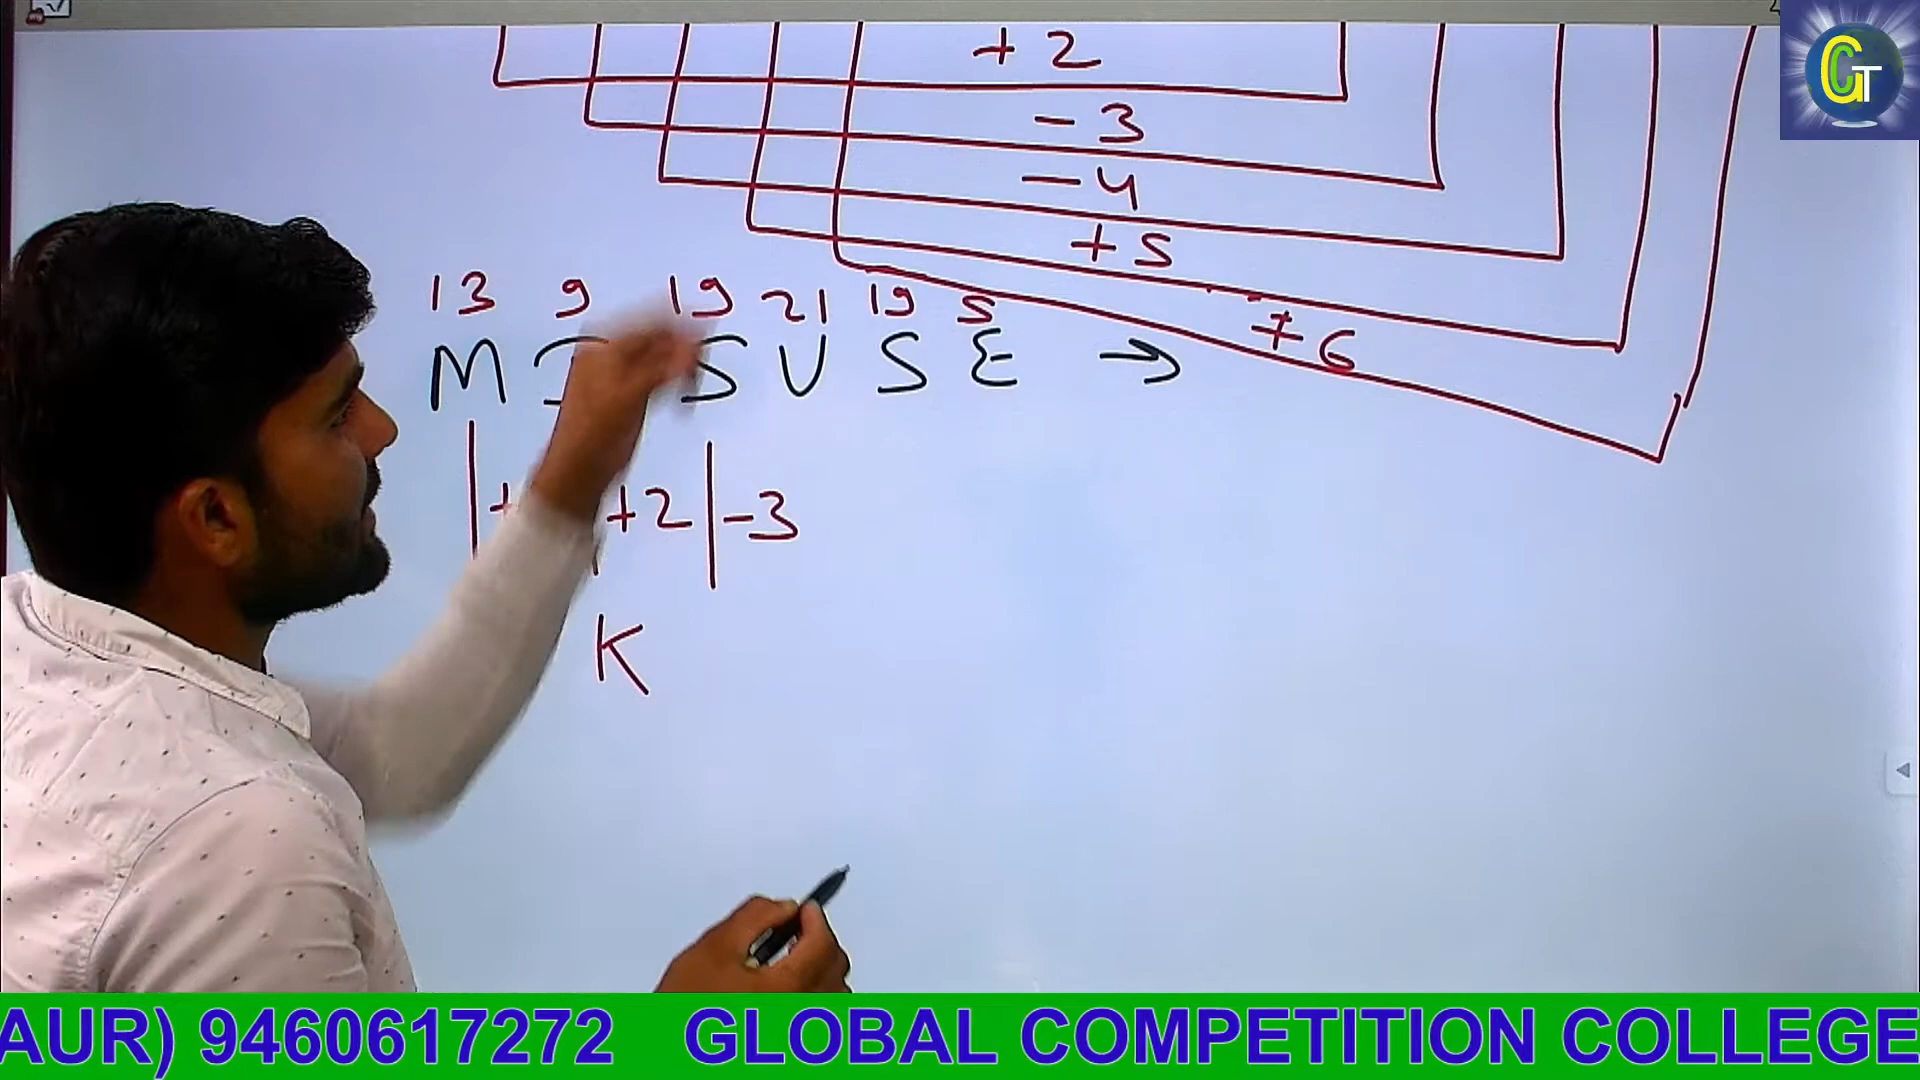 GT
+2
-3
-4
+5
+6
13 9 19 21 19 5
M I S U S E →
+ +2 -3
K
AUR) 9460617272 GLOBAL COMPETITION COLLEGE